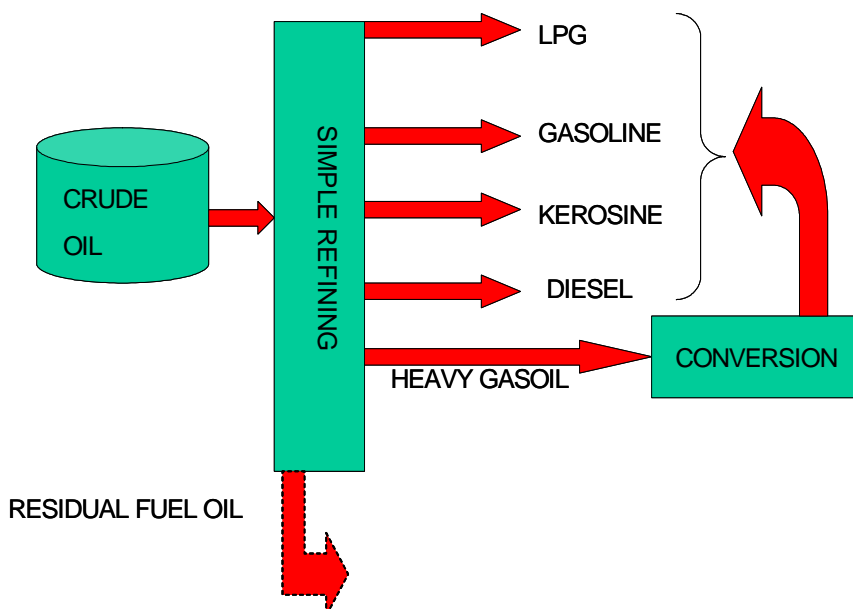 LPG
GASOLINE
KEROSINE
DIESEL
CRUDE
OIL
SIMPLE REFINING
HEAVY GASOIL
CONVERSION
RESIDUAL FUEL OIL